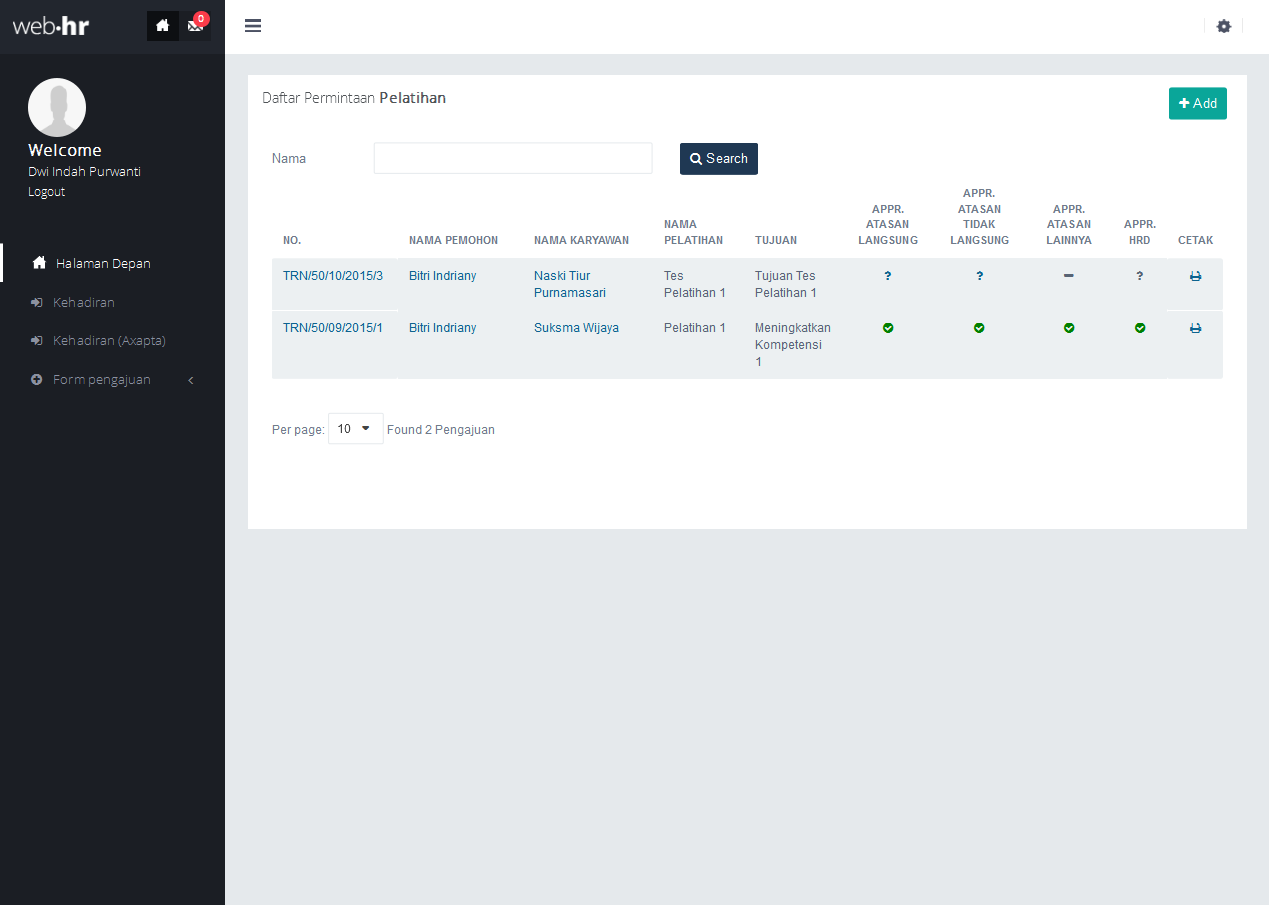 web·hr
0
Welcome
Dwi Indah Purwanti
Logout
Halaman Depan
Kehadiran
Kehadiran (Axapta)
Form pengajuan
Daftar Permintaan Pelatihan
Add
Nama
Search
NO.
NAMA PEMOHON
NAMA KARYAWAN
NAMA
PELATIHAN
TUJUAN
APPR.
ATASAN
LANGSUNG
APPR.
ATASAN
TIDAK
LANGSUNG
APPR.
ATASAN
LAINNYA
APPR.
HRD
CETAK
TRN/50/10/2015/3
Bitri Indriany
Naski Tiur
Purnamasari
Tes
Pelatihan 1
Tujuan Tes
Pelatihan 1
?
?
?
TRN/50/09/2015/1
Bitri Indriany
Suksma Wijaya
Pelatihan 1
Meningkatkan
Kompetensi
1
Per page: 10 Found 2 Pengajuan